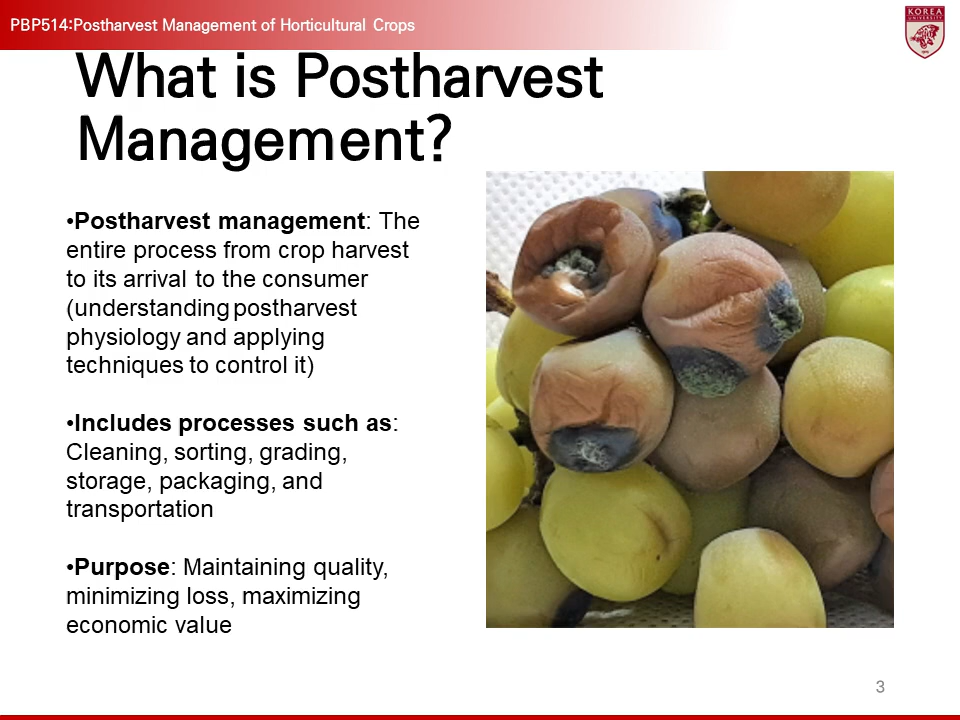 PBP514:Postharvest Management of Horticultural Crops
KOREA
UNIVERSITY
What is Postharvest
Management?
•Postharvest management: The
entire process from crop harvest
to its arrival to the consumer
(understanding postharvest
physiology and applying
techniques to control it)
•Includes processes such as:
Cleaning, sorting, grading,
storage, packaging, and
transportation
•Purpose: Maintaining quality,
minimizing loss, maximizing
economic value
3